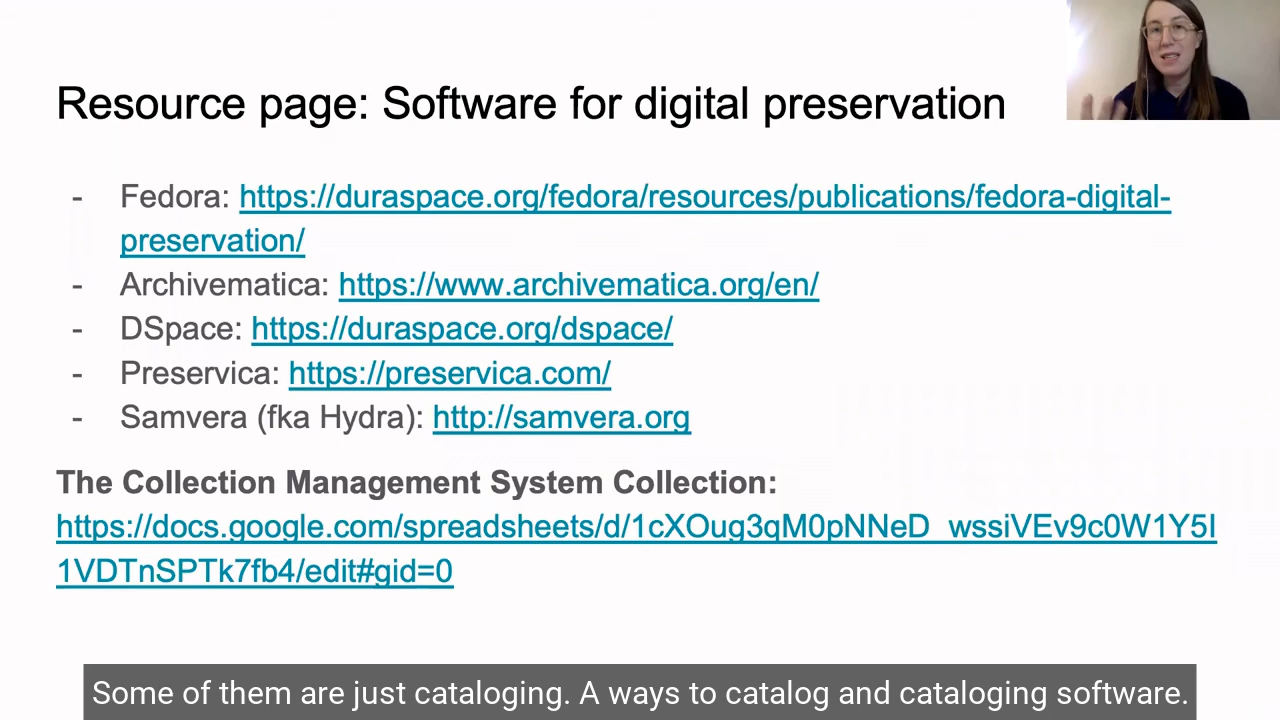 Resource page: Software for digital preservation
- Fedora: https://duraspace.org/fedora/resources/publications/fedora-digital-
preservation/
- Archivematica: https://www.archivematica.org/en/
- DSpace: https://duraspace.org/dspace/
- Preservica: https://preservica.com/
- Samvera (fka Hydra): http://samvera.org
The Collection Management System Collection:
https://docs.google.com/spreadsheets/d/1cXOug3qM0pNNeD_wssiVEv9c0W1Y5I
1VDTnSPTk7fb4/edit#gid=0
Some of them are just cataloging. A ways to catalog and cataloging software.